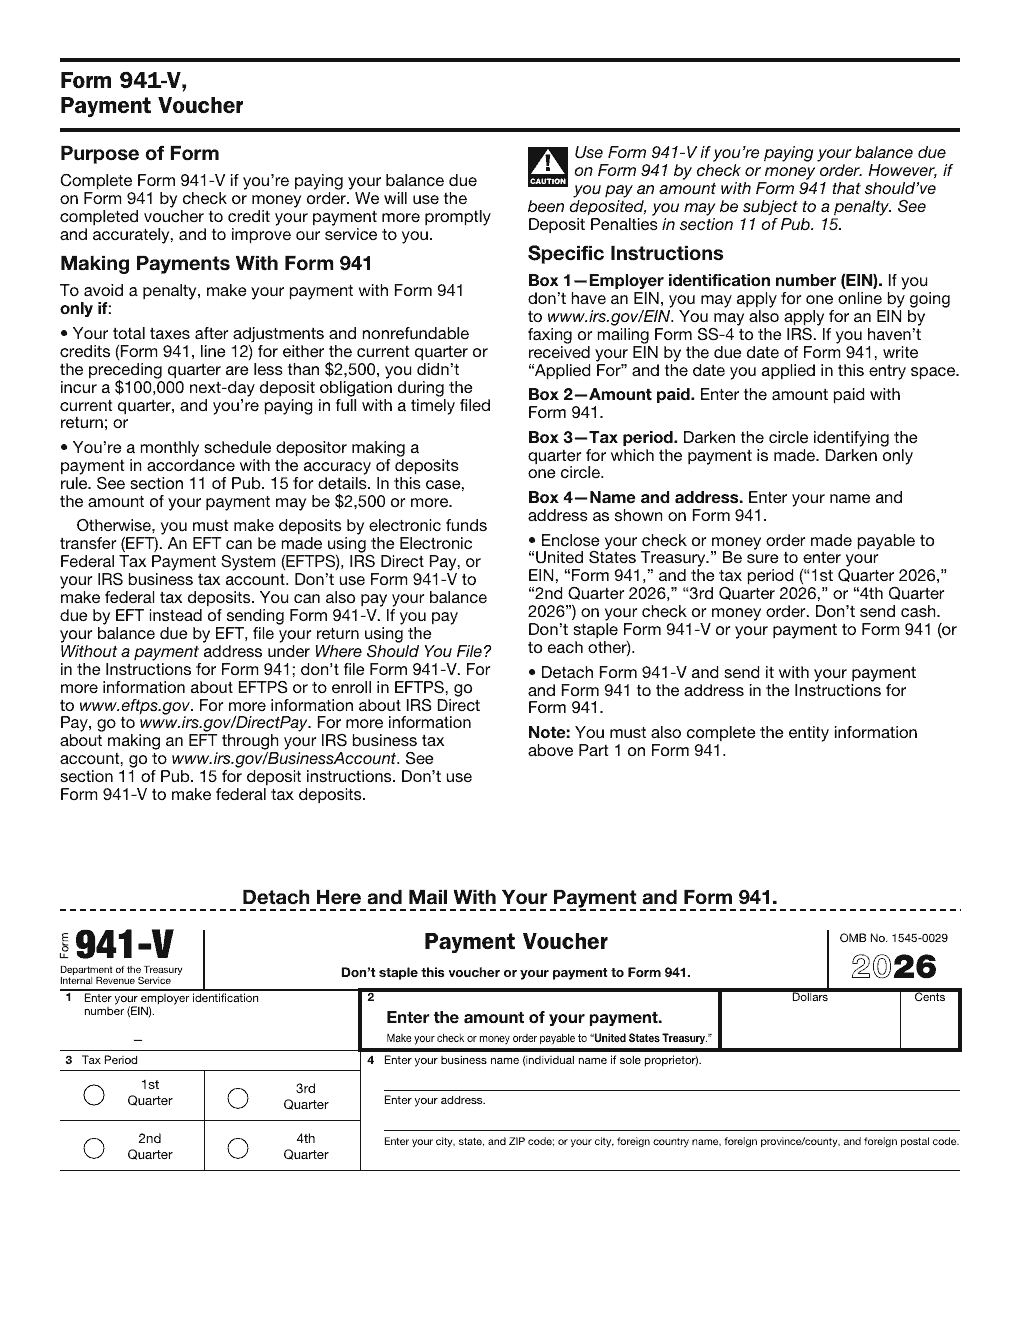 Form 941-V,
Payment Voucher
Purpose of Form
Complete Form 941-V if you’re paying your balance due
on Form 941 by check or money order. We will use the
completed voucher to credit your payment more promptly
and accurately, and to improve our service to you.
Making Payments With Form 941
To avoid a penalty, make your payment with Form 941
only if:
• Your total taxes after adjustments and nonrefundable
credits (Form 941, line 12) for either the current quarter or
the preceding quarter are less than $2,500, you didn’t
incur a $100,000 next-day deposit obligation during the
current quarter, and you’re paying in full with a timely filed
return; or
• You’re a monthly schedule depositor making a
payment in accordance with the accuracy of deposits
rule. See section 11 of Pub. 15 for details. In this case,
the amount of your payment may be $2,500 or more.
Otherwise, you must make deposits by electronic funds
transfer (EFT). An EFT can be made using the Electronic
Federal Tax Payment System (EFTPS), IRS Direct Pay, or
your IRS business tax account. Don’t use Form 941-V to
make federal tax deposits. You can also pay your balance
due by EFT instead of sending Form 941-V. If you pay
your balance due by EFT, file your return using the
Without a payment address under Where Should You File?
in the Instructions for Form 941; don’t file Form 941-V. For
more information about EFTPS or to enroll in EFTPS, go
to www.eftps.gov. For more information about IRS Direct
Pay, go to www.irs.gov/DirectPay. For more information
about making an EFT through your IRS business tax
account, go to www.irs.gov/BusinessAccount. See
section 11 of Pub. 15 for deposit instructions. Don’t use
Form 941-V to make federal tax deposits.
CAUTION
Use Form 941-V if you’re paying your balance due
on Form 941 by check or money order. However, if
you pay an amount with Form 941 that should’ve
been deposited, you may be subject to a penalty. See
Deposit Penalties in section 11 of Pub. 15.
Specific Instructions
Box 1—Employer identification number (EIN). If you
don’t have an EIN, you may apply for one online by going
to www.irs.gov/EIN. You may also apply for an EIN by
faxing or mailing Form SS-4 to the IRS. If you haven’t
received your EIN by the due date of Form 941, write
“Applied For” and the date you applied in this entry space.
Box 2—Amount paid. Enter the amount paid with
Form 941.
Box 3—Tax period. Darken the circle identifying the
quarter for which the payment is made. Darken only
one circle.
Box 4—Name and address. Enter your name and
address as shown on Form 941.
• Enclose your check or money order made payable to
“United States Treasury.” Be sure to enter your
EIN, “Form 941,” and the tax period (“1st Quarter 2026,”
“2nd Quarter 2026,” “3rd Quarter 2026,” or “4th Quarter
2026”) on your check or money order. Don’t send cash.
Don’t staple Form 941-V or your payment to Form 941 (or
to each other).
• Detach Form 941-V and send it with your payment
and Form 941 to the address in the Instructions for
Form 941.
Note: You must also complete the entity information
above Part 1 on Form 941.
Detach Here and Mail With Your Payment and Form 941.
Form 941-V
Department of the Treasury
Internal Revenue Service
Payment Voucher
Don’t staple this voucher or your payment to Form 941.
OMB No. 1545-0029
2026
1 Enter your employer identification
number (EIN).
–
2
Enter the amount of your payment.
Make your check or money order payable to “United States Treasury.”
Dollars
Cents
3 Tax Period
1st
Quarter
3rd
Quarter
2nd
Quarter
4th
Quarter
4 Enter your business name (individual name if sole proprietor).
Enter your address.
Enter your city, state, and ZIP code; or your city, foreign country name, foreign province/county, and foreign postal code.